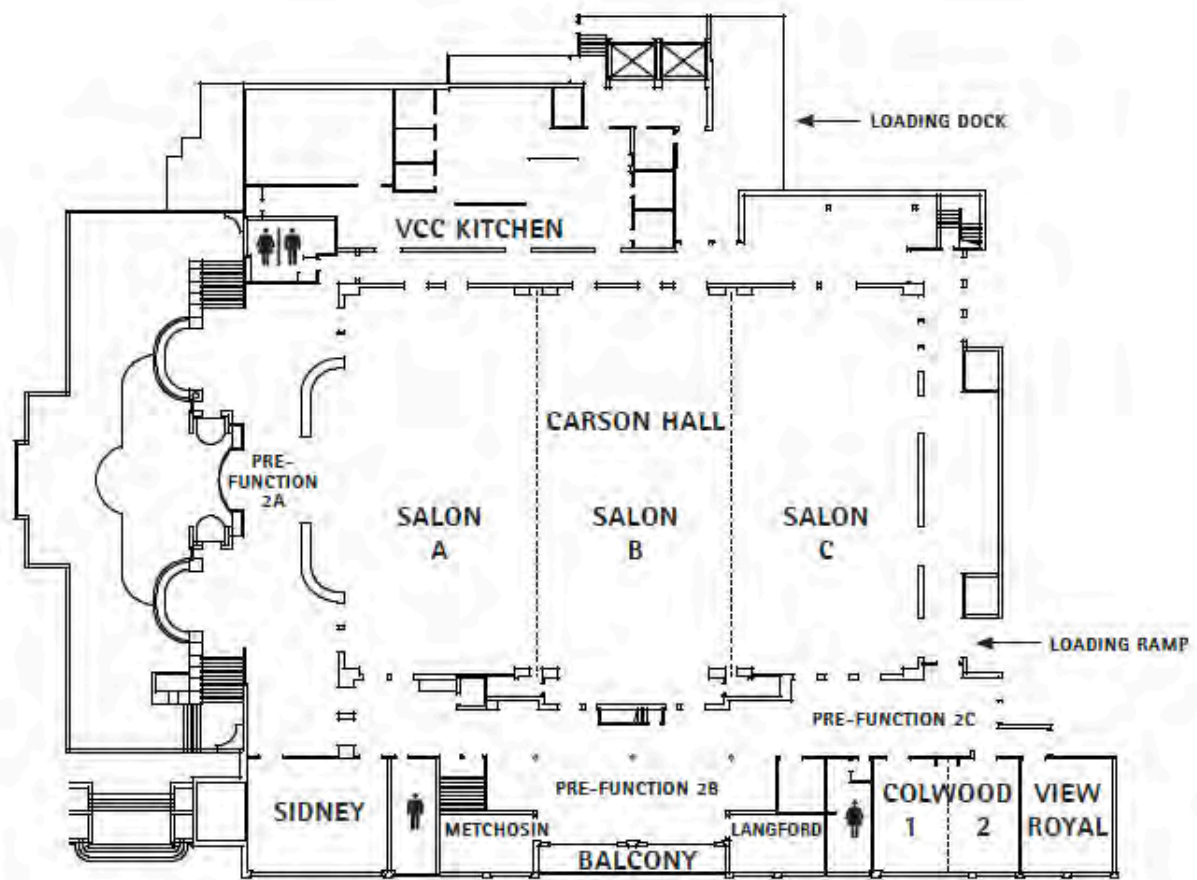 LOADING DOCK
VCC KITCHEN
CARSON HALL
PRE-
FUNCTION
2A
SALON
A
SALON
B
SALON
C
LOADING RAMP
PRE-FUNCTION 2C
PRE-FUNCTION 2B
SIDNEY
METCHOSIN
LANGFORD
BALCONY
COLWOOD
1 2
VIEW
ROYAL